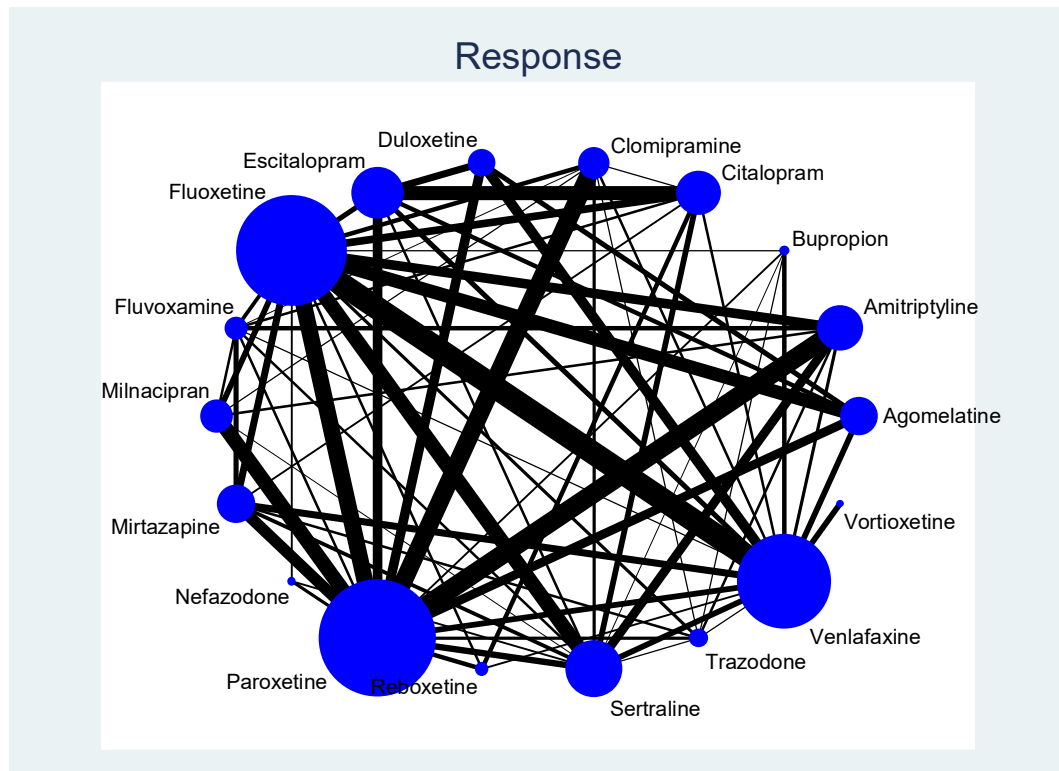 Response
Duloxetine
Clomipramine
Escitalopram
Citalopram
Fluoxetine
Bupropion
Fluvoxamine
Amitriptyline
Milnacipran
Agomelatine
Mirtazapine
Vortioxetine
Nefazodone
Venlafaxine
Trazodone
Paroxetine
Reboxetine
Sertraline